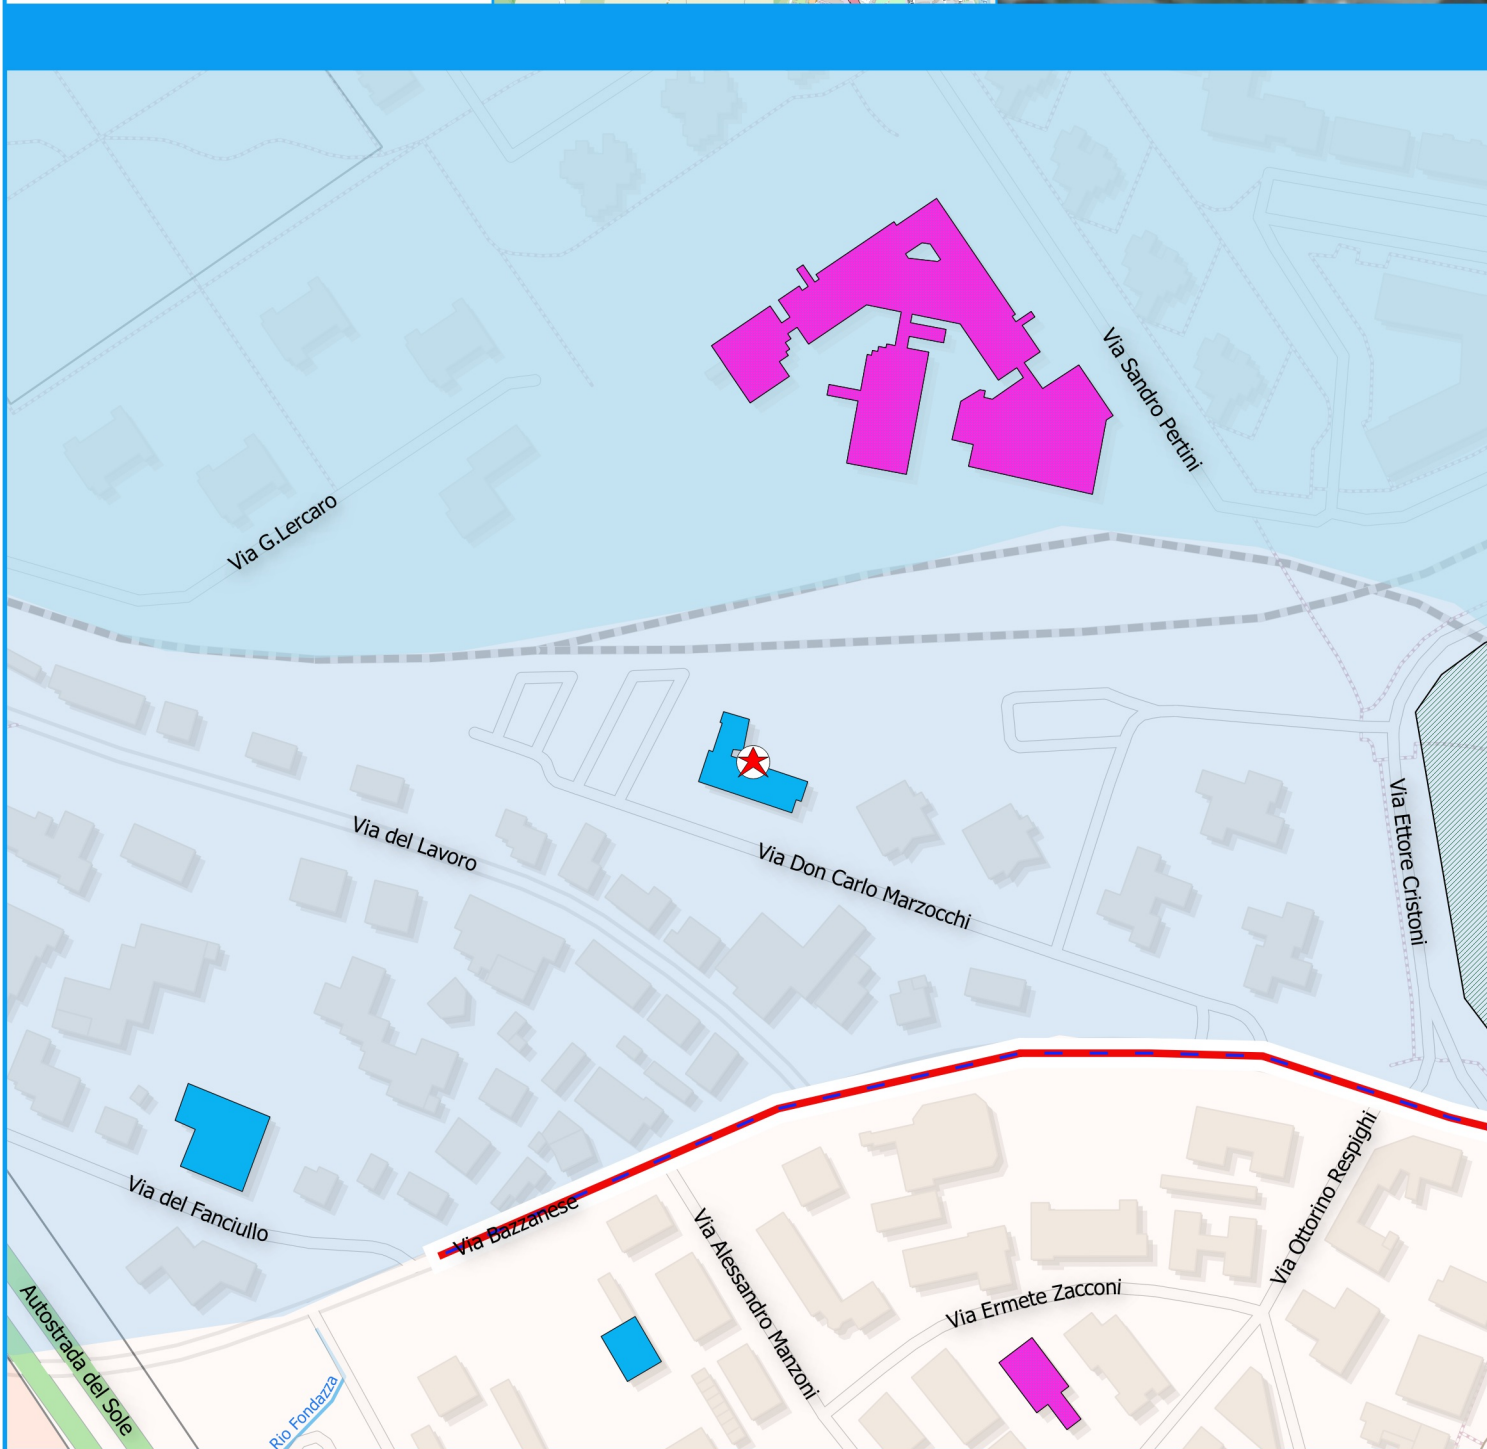 Via Sandro Pertini
Via G.Lercaro
Via del Lavoro
Via Don Carlo Marzocchi
Via Ettore Cristoni
Via del Fanciullo
Via Bazzanese
Via Alessandro Manzoni
Via Ottorino Respighi
Via Ermete Zacconi
Autostrada del Sole
Rio Fondazza